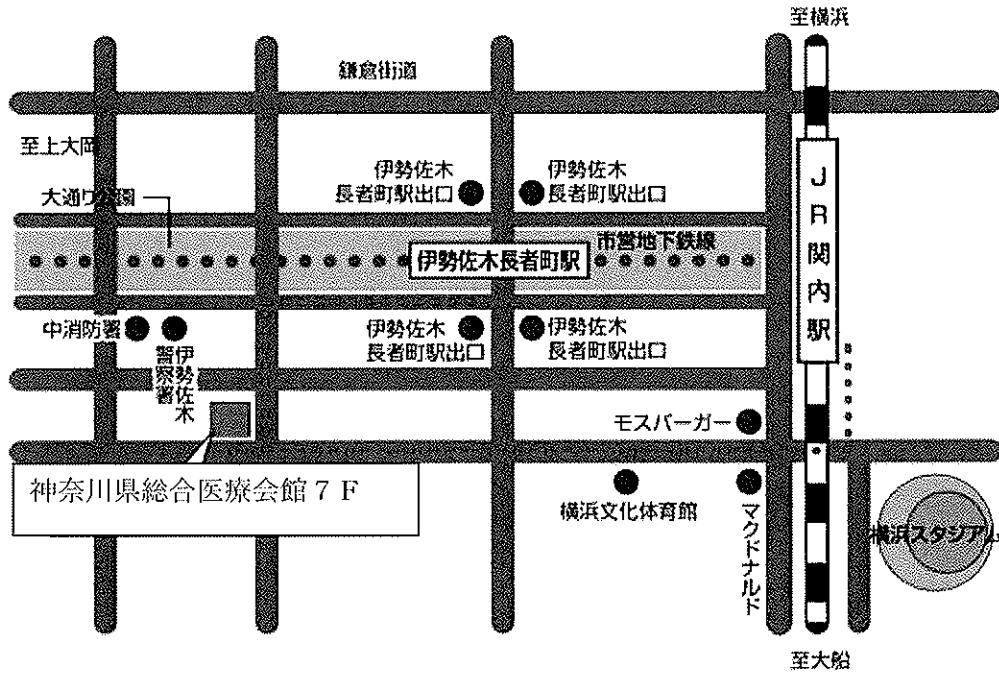 至横浜
鎌倉街道
至上大岡
伊勢佐木
長者町駅出口
伊勢佐木
長者町駅出口
大通り公園
JR関内駅
市営地下鉄線
伊勢佐木長者町駅
中消防署
伊勢佐木
警察署
伊勢佐木
長者町駅出口
伊勢佐木
長者町駅出口
モスバーガー
神奈川県総合医療会館7F
横浜文化体育館
マクドナルド
横浜スタジアム
至大船